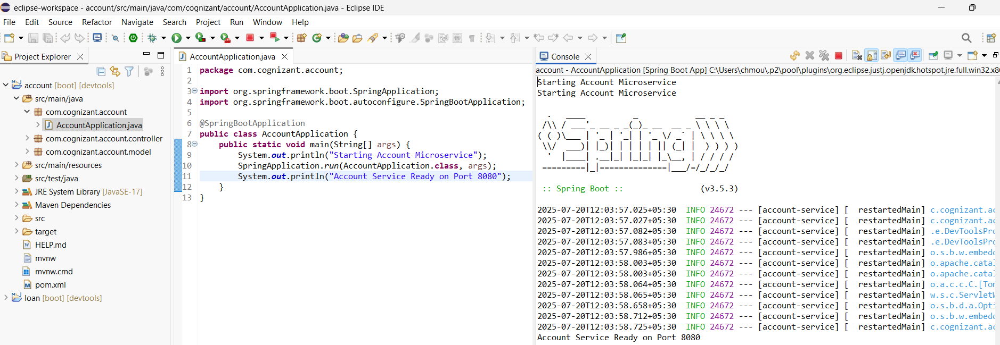 eclipse-workspace - account/src/main/java/com/cognizant/account/AccountApplication.java - Eclipse IDE
File Edit Source Refactor Navigate Search Project Run Window Help
Project Explorer
account [boot] [devtools]
src/main/java
com.cognizant.account
AccountApplication.java
com.cognizant.account.controller
com.cognizant.account.model
src/main/resources
src/test/java
JRE System Library [JavaSE-17]
Maven Dependencies
src
target
HELP.md
mvnw
mvnw.cmd
pom.xml
loan [boot] [devtools]
AccountApplication.java
1 package com.cognizant.account;
2
3 import org.springframework.boot.SpringApplication;
4 import org.springframework.boot.autoconfigure.SpringBootApplication;
5
6 @SpringBootApplication
7 public class AccountApplication {
8 public static void main(String[] args) {
9 System.out.println("Starting Account Microservice");
10 SpringApplication.run(AccountApplication.class, args);
11 System.out.println("Account Service Ready on Port 8080");
12 }
13 }
Console
account - AccountApplication [Spring Boot App] C:\Users\chmou\.p2\pool\plugins\org.eclipse.justj.openjdk.hotspot.jre.full.win32.x86
Starting Account Microservice
Starting Account Microservice
:: Spring Boot :: (v3.5.3)
2025-07-20T12:03:57.025+05:30 INFO 24672 --- [account-service] [ restartedMain] c.cognizant.ac
2025-07-20T12:03:57.027+05:30 INFO 24672 --- [account-service] [ restartedMain] c.cognizant.ac
2025-07-20T12:03:57.082+05:30 INFO 24672 --- [account-service] [ restartedMain] .e.DevToolsPro
2025-07-20T12:03:57.083+05:30 INFO 24672 --- [account-service] [ restartedMain] .e.DevToolsPro
2025-07-20T12:03:57.986+05:30 INFO 24672 --- [account-service] [ restartedMain] o.s.b.w.embedd
2025-07-20T12:03:58.003+05:30 INFO 24672 --- [account-service] [ restartedMain] o.apache.catal
2025-07-20T12:03:58.003+05:30 INFO 24672 --- [account-service] [ restartedMain] o.apache.catal
2025-07-20T12:03:58.064+05:30 INFO 24672 --- [account-service] [ restartedMain] o.a.c.c.C.[Tom
2025-07-20T12:03:58.065+05:30 INFO 24672 --- [account-service] [ restartedMain] w.s.c.ServletW
2025-07-20T12:03:58.658+05:30 INFO 24672 --- [account-service] [ restartedMain] o.s.b.d.a.Opti
2025-07-20T12:03:58.712+05:30 INFO 24672 --- [account-service] [ restartedMain] o.s.b.w.embedd
2025-07-20T12:03:58.725+05:30 INFO 24672 --- [account-service] [ restartedMain] c.cognizant.ac
Account Service Ready on Port 8080